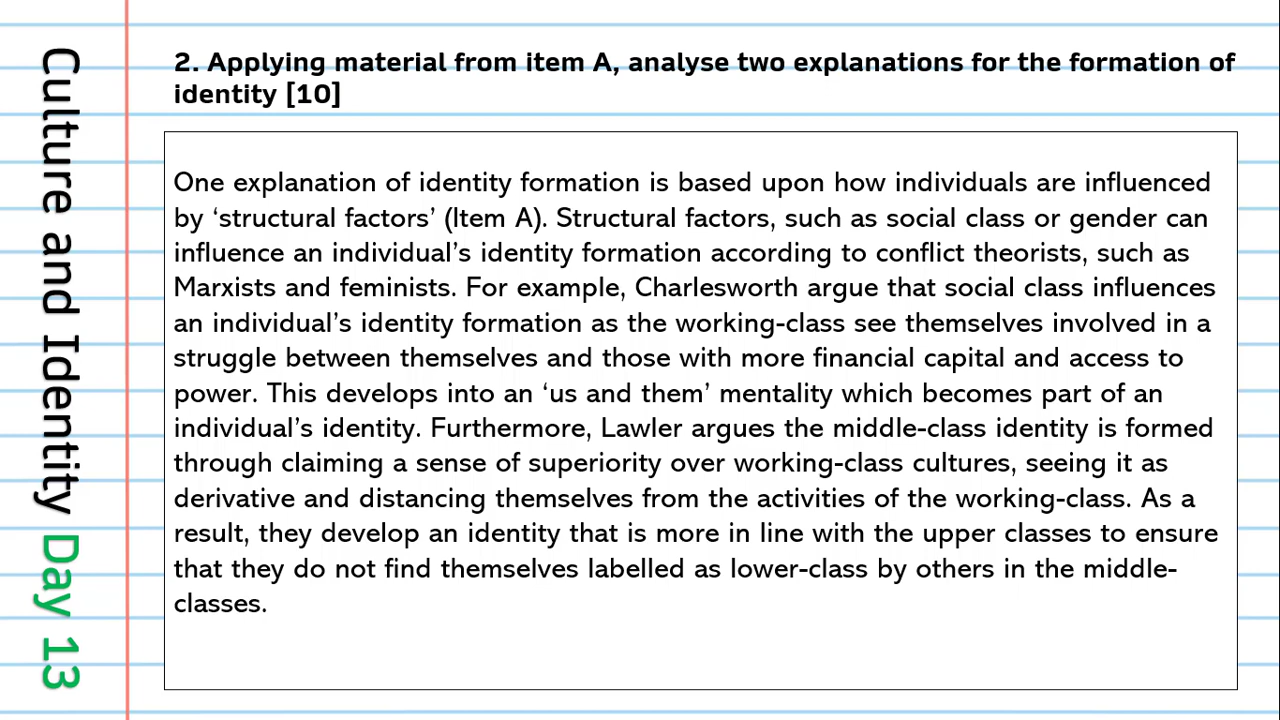 Culture and Identity Day 13
2. Applying material from item A, analyse two explanations for the formation of
identity [10]
One explanation of identity formation is based upon how individuals are influenced
by ‘structural factors’ (Item A). Structural factors, such as social class or gender can
influence an individual’s identity formation according to conflict theorists, such as
Marxists and feminists. For example, Charlesworth argue that social class influences
an individual’s identity formation as the working-class see themselves involved in a
struggle between themselves and those with more financial capital and access to
power. This develops into an ‘us and them’ mentality which becomes part of an
individual’s identity. Furthermore, Lawler argues the middle-class identity is formed
through claiming a sense of superiority over working-class cultures, seeing it as
derivative and distancing themselves from the activities of the working-class. As a
result, they develop an identity that is more in line with the upper classes to ensure
that they do not find themselves labelled as lower-class by others in the middle-
classes.